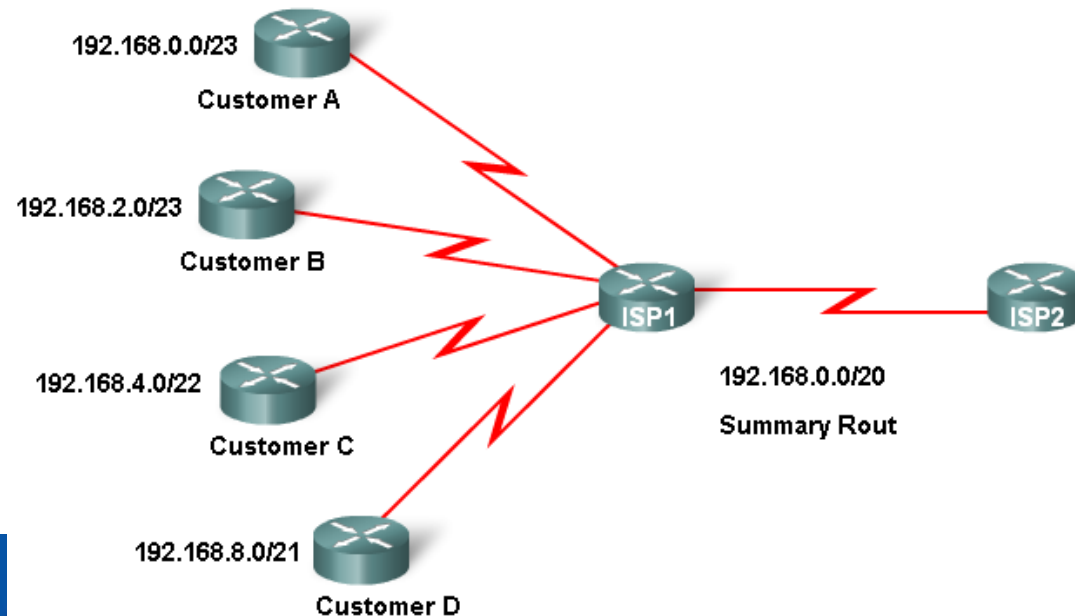 192.168.0.0/23
Customer A
192.168.2.0/23
Customer B
ISP1
ISP2
192.168.4.0/22
192.168.0.0/20
Summary Rout
Customer C
192.168.8.0/21
Customer D